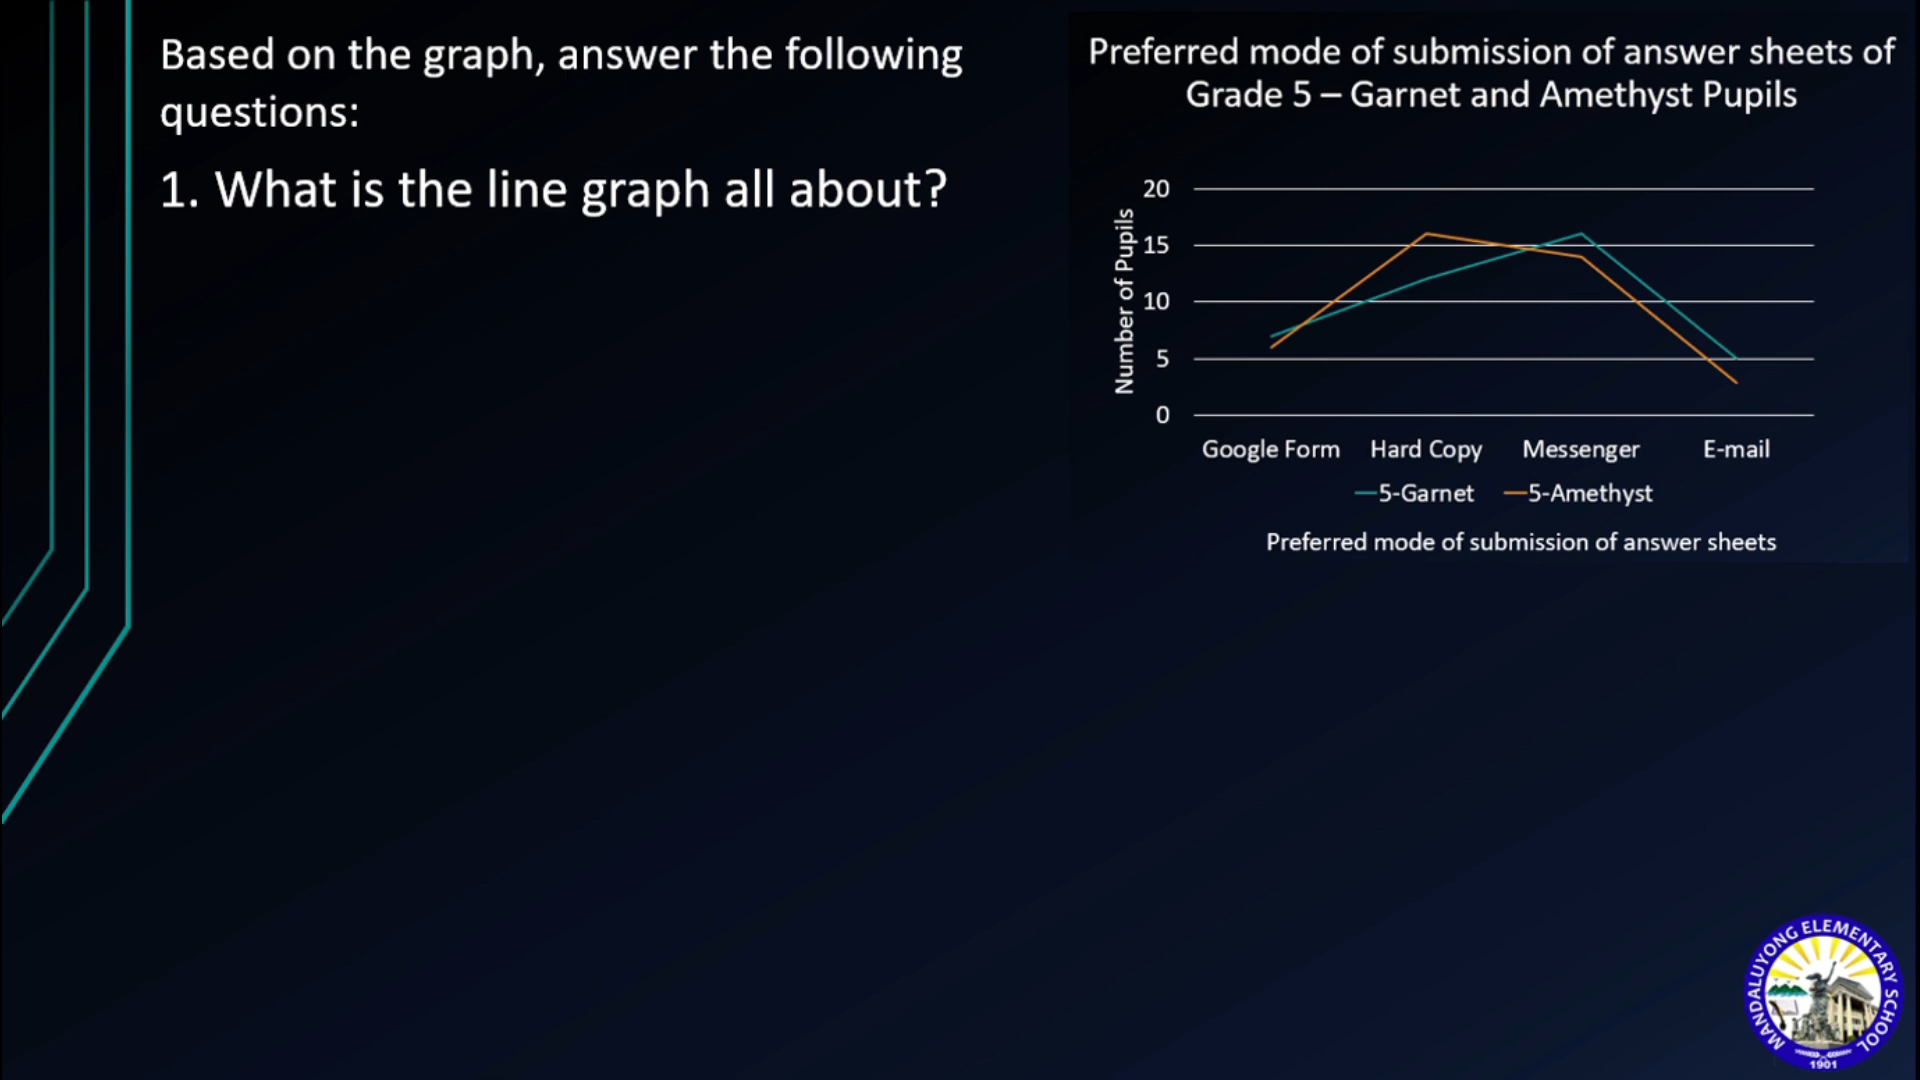 Based on the graph, answer the following
questions:
1. What is the line graph all about?
Preferred mode of submission of answer sheets of
Grade 5 – Garnet and Amethyst Pupils
Number of Pupils
20
15
10
5
0
Google Form Hard Copy Messenger E-mail
5-Garnet 5-Amethyst
Preferred mode of submission of answer sheets
MANDALUYONG ELEMENTARY SCHOOL
1901